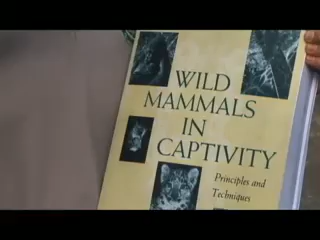 WILD
MAMMALS
IN
CAPTIVITY
Principles and
Techniques